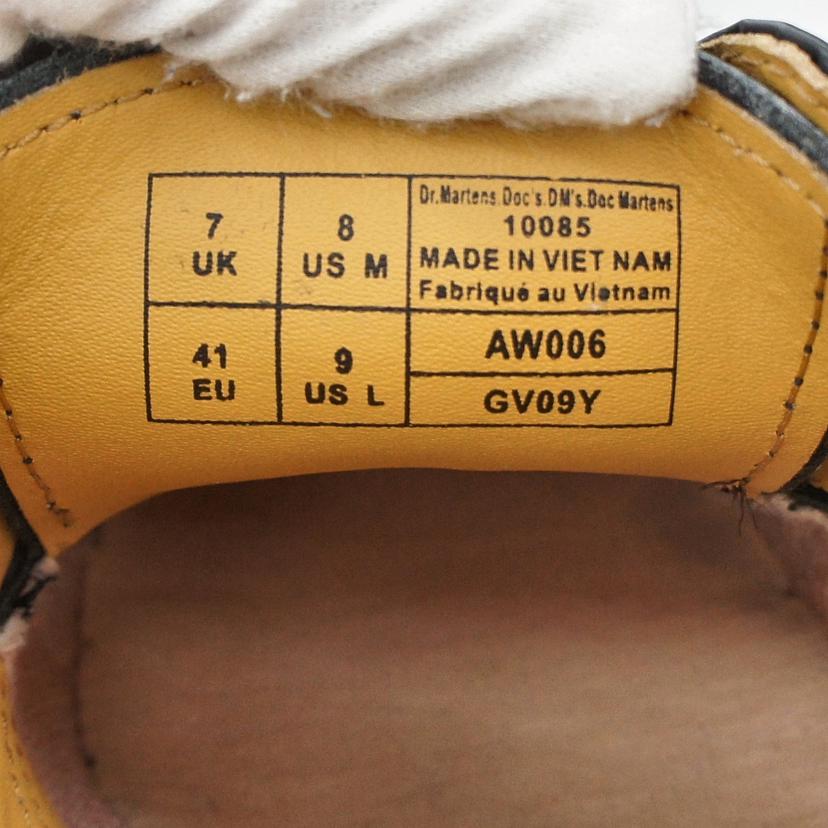 7
UK
8
US M
Dr.Martens.Doc's.DM's.Doc Martens
10085
MADE IN VIET NAM
Fabriqué au Vietnam
41
EU
9
US L
AW006
GV09Y